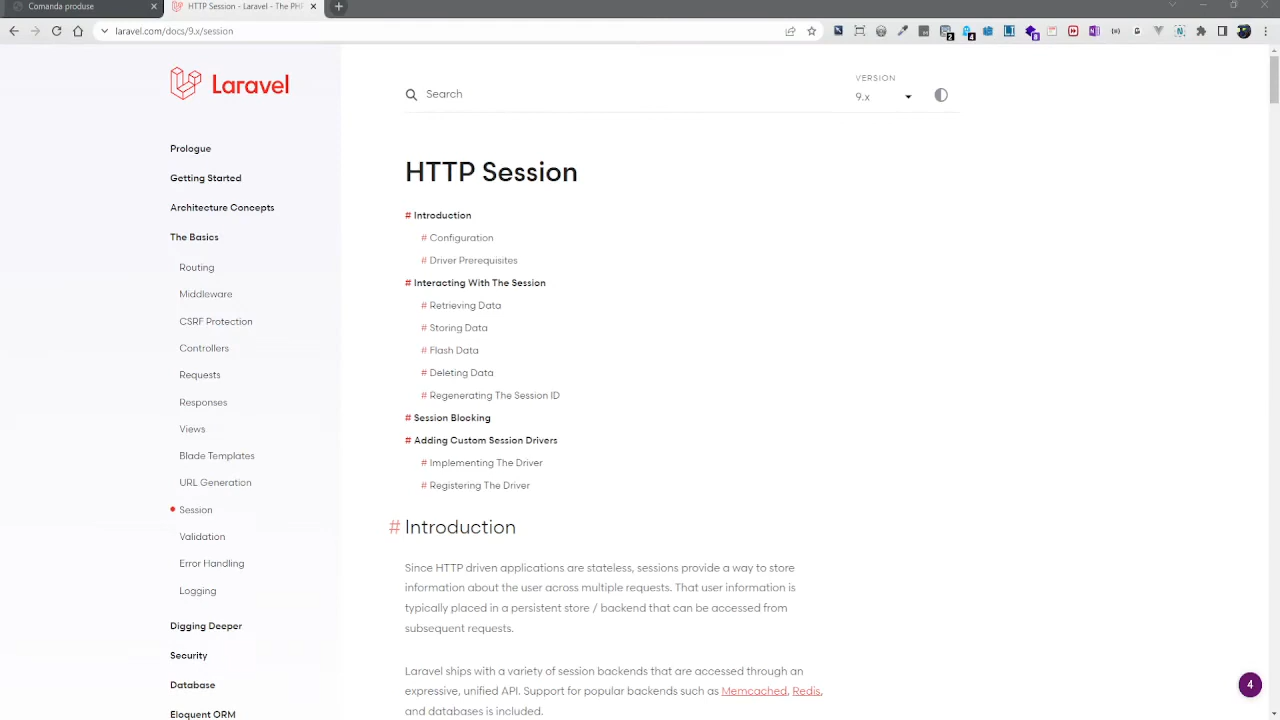 Comanda produse
HTTP Session - Laravel - The PHP
laravel.com/docs/9.x/session
2
4
8
Laravel
Search
VERSION
9.x
Prologue
Getting Started
Architecture Concepts
The Basics
Routing
Middleware
CSRF Protection
Controllers
Requests
Responses
Views
Blade Templates
URL Generation
Session
Validation
Error Handling
Logging
Digging Deeper
Security
Database
Eloquent ORM
HTTP Session
# Introduction
# Configuration
# Driver Prerequisites
# Interacting With The Session
# Retrieving Data
# Storing Data
# Flash Data
# Deleting Data
# Regenerating The Session ID
# Session Blocking
# Adding Custom Session Drivers
# Implementing The Driver
# Registering The Driver
# Introduction
Since HTTP driven applications are stateless, sessions provide a way to store
information about the user across multiple requests. That user information is
typically placed in a persistent store / backend that can be accessed from
subsequent requests.
Laravel ships with a variety of session backends that are accessed through an
expressive, unified API. Support for popular backends such as Memcached, Redis,
and databases is included.
4